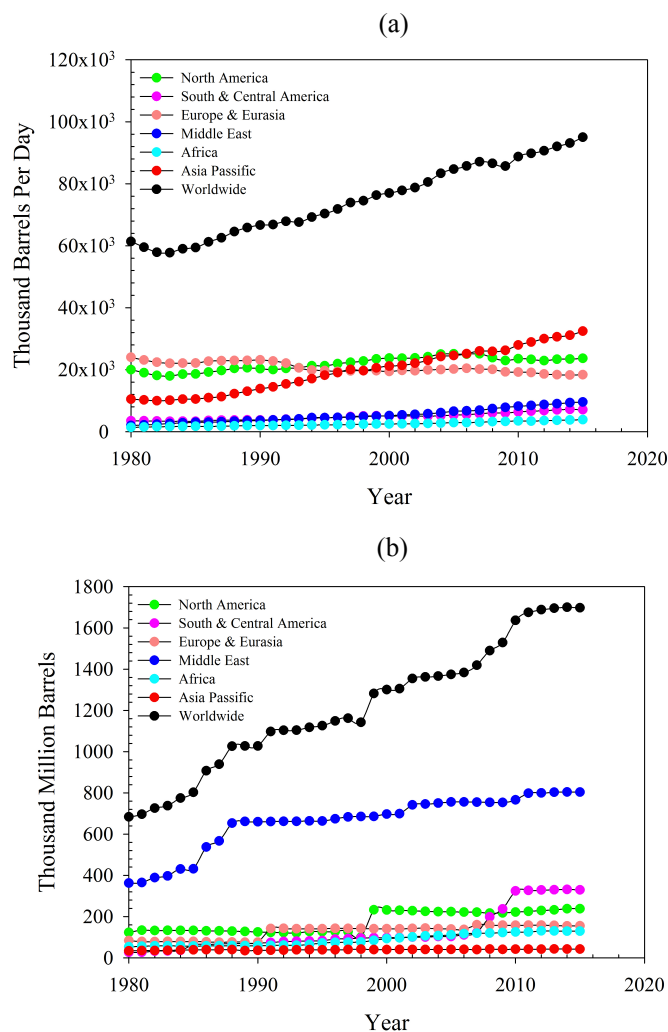 (a)
Thousand Barrels Per Day
120x10³
100x10³
80x10³
60x10³
40x10³
20x10³
0
North America
South & Central America
Europe & Eurasia
Middle East
Africa
Asia Passific
Worldwide
1980 1990 2000 2010 2020
Year
(b)
Thousand Million Barrels
1800
1600
1400
1200
1000
800
600
400
200
0
North America
South & Central America
Europe & Eurasia
Middle East
Africa
Asia Passific
Worldwide
1980 1990 2000 2010 2020
Year